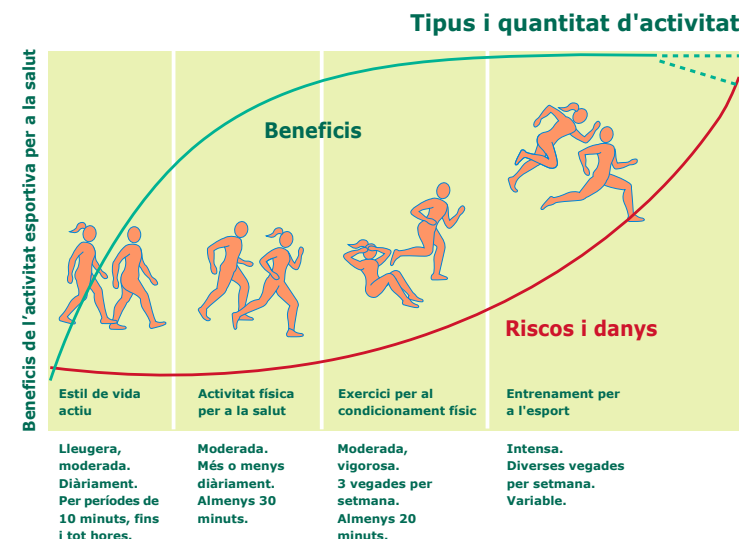 Tipus i quantitat d'activitat
Beneficis de l’activitat esportiva per a la salut
Beneficis
Riscos i danys
Estil de vida
actiu
Activitat física
per a la salut
Exercici per al
condicionament físic
Entrenament per
a l'esport
Lleugera,
moderada.
Diàriament.
Per períodes de
10 minuts, fins
i tot hores.
Moderada.
Més o menys
diàriament.
Almenys 30
minuts.
Moderada,
vigorosa.
3 vegades per
setmana.
Almenys 20
minuts.
Intensa.
Diverses vegades
per setmana.
Variable.